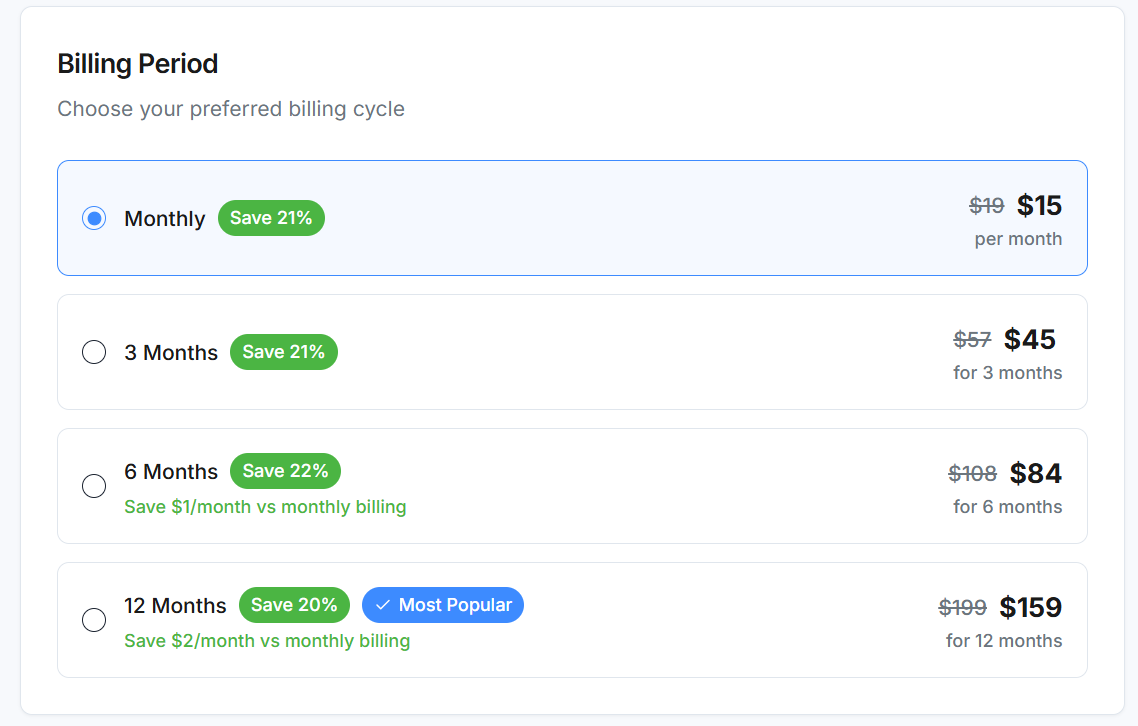 Billing Period
Choose your preferred billing cycle
Monthly Save 21% $19 $15
per month
3 Months Save 21% $57 $45
for 3 months
6 Months Save 22% $108 $84
Save $1/month vs monthly billing for 6 months
12 Months Save 20% Most Popular $199 $159
Save $2/month vs monthly billing for 12 months